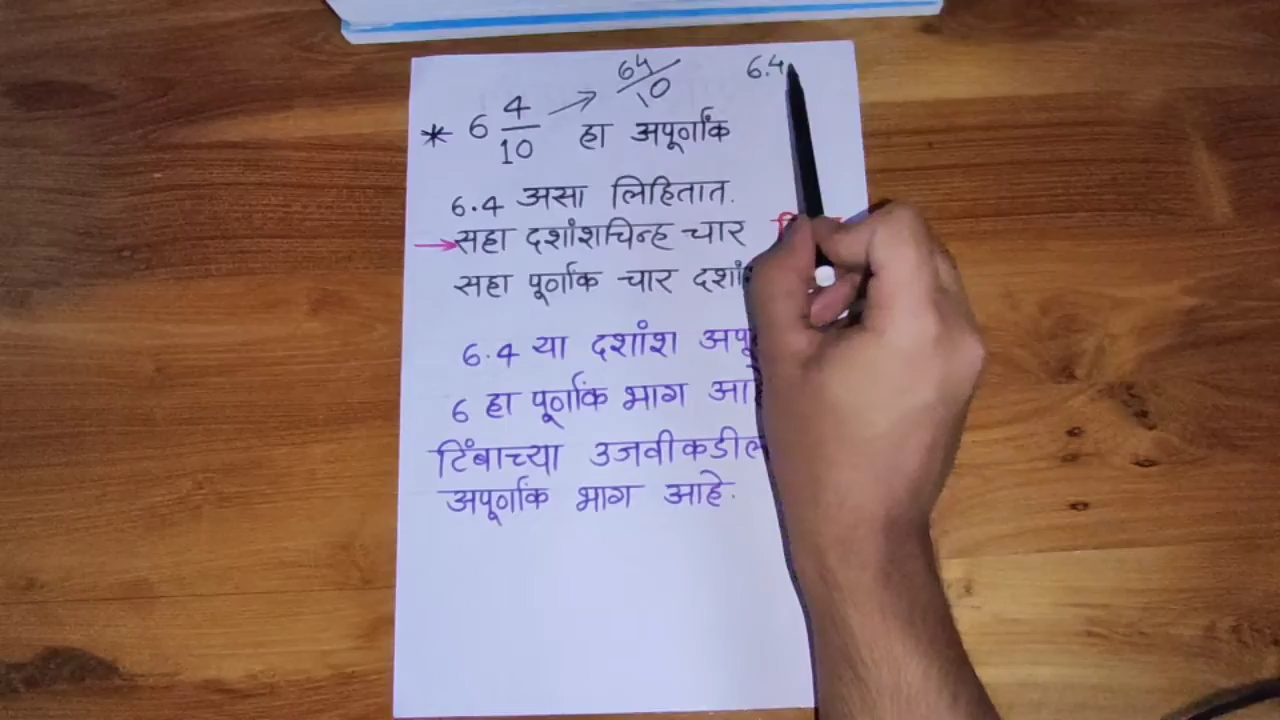 64/10 6.4
* 6 4/10 → हा अपूर्णांक
6.4 असा लिहितात.
→ सहा दशांशचिन्ह चार
सहा पूर्णांक चार
6.4 या दशांश
6 हा पूर्णांक भाग
टिंबाच्या उजवीकडील
अपूर्णांक भाग आहे.